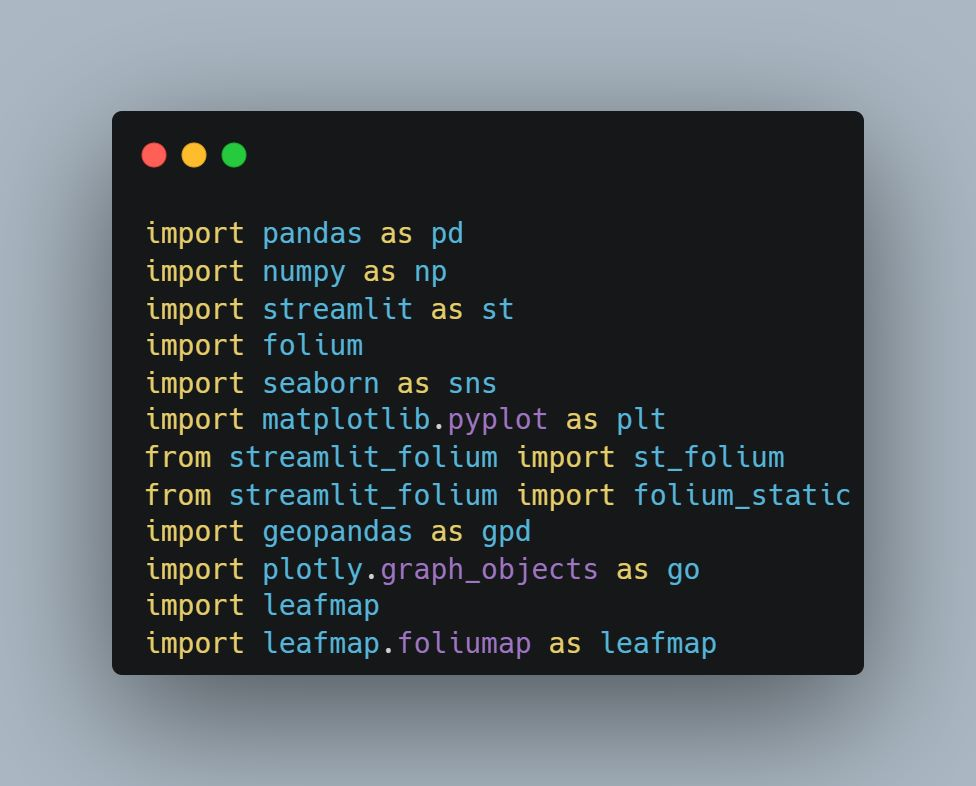 import pandas as pd
import numpy as np
import streamlit as st
import folium
import seaborn as sns
import matplotlib.pyplot as plt
from streamlit_folium import st_folium
from streamlit_folium import folium_static
import geopandas as gpd
import plotly.graph_objects as go
import leafmap
import leafmap.foliumap as leafmap